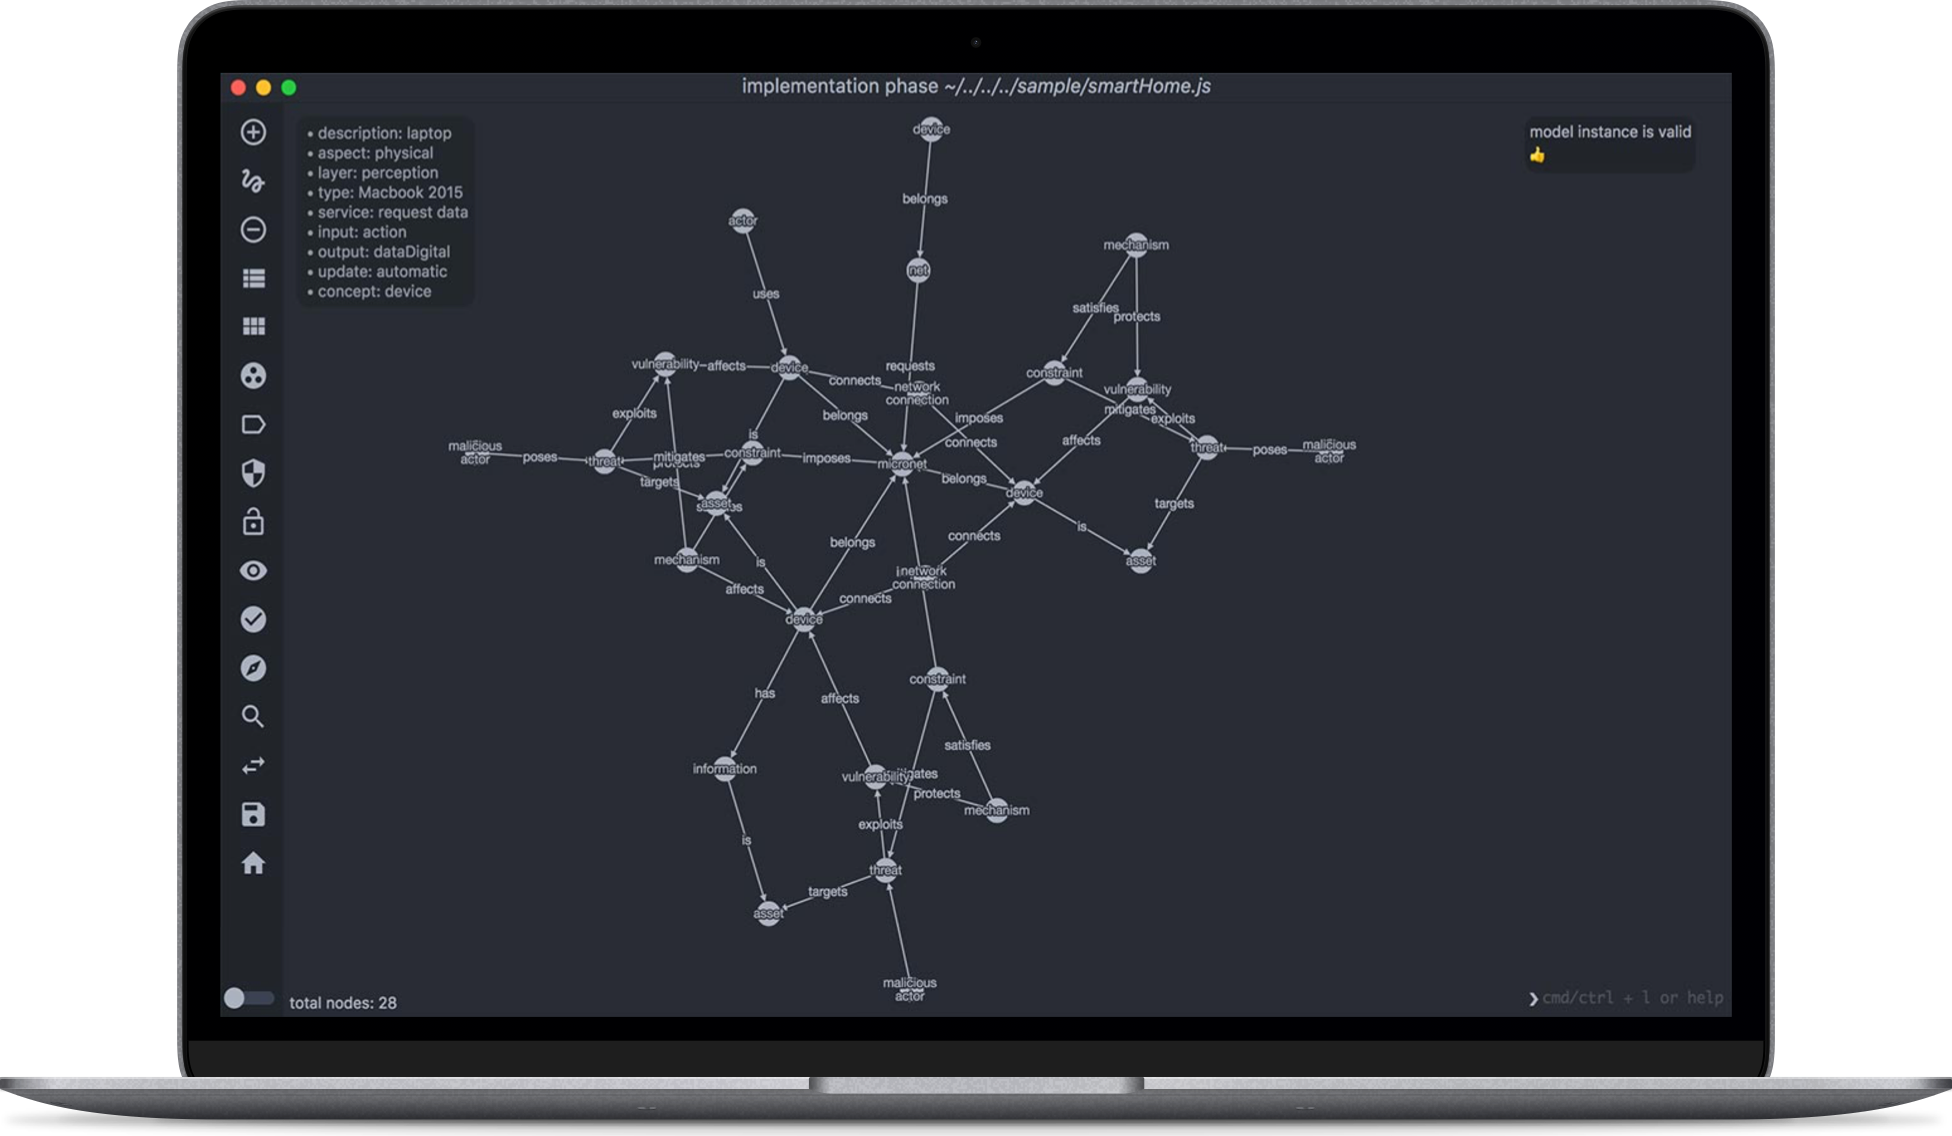 implementation phase ~/../../../sample/smartHome.js
• description: laptop
• aspect: physical
• layer: perception
• type: Macbook 2015
• service: request data
• input: action
• output: dataDigital
• update: automatic
• concept: device
model instance is valid
👍
device
belongs
actor
net
mechanism
uses
satisfies
protects
vulnerability
affects
device
requests
connects
network
connection
constraint
vulnerability
mitigates
exploits
belongs
imposes
exploits
connects
affects
is
malicious
actor
poses
threat
mitigates
protects
constraint
imposes
micronet
threat
poses
malicious
actor
targets
belongs
device
asset
targets
is
belongs
connects
mechanism
is
network
connection
asset
affects
connects
device
constraint
has
affects
satisfies
information
vulnerability
protects
mechanism
is
exploits
threat
targets
asset
malicious
actor
total nodes: 28
❯ cmd/ctrl + l or help